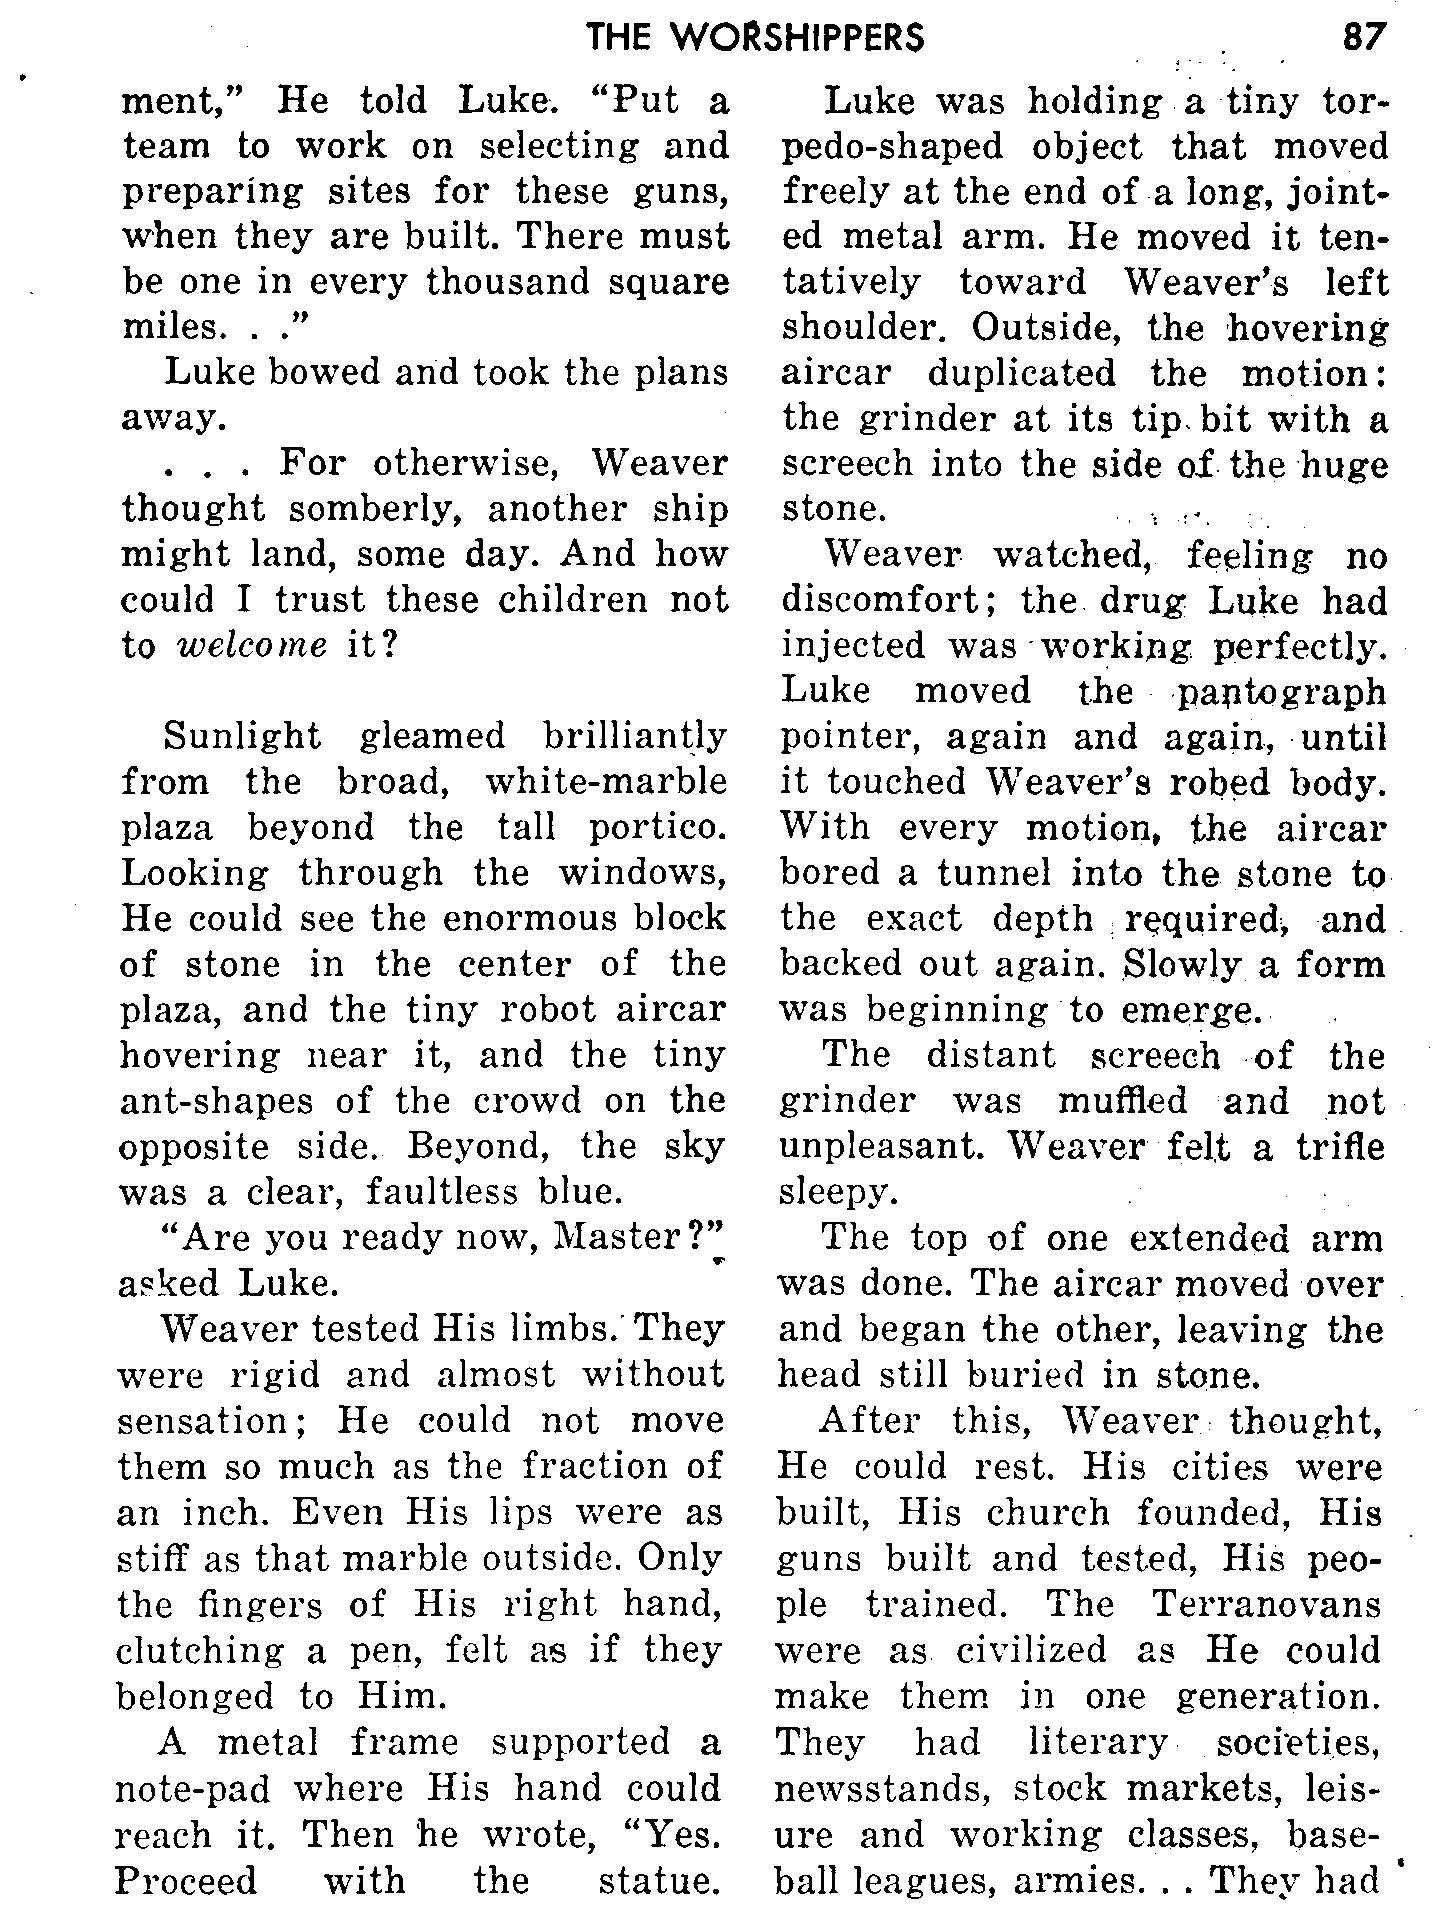 THE WORSHIPPERS 87
ment," He told Luke. "Put a
team to work on selecting and
preparing sites for these guns,
when they are built. There must
be one in every thousand square
miles. . ."
Luke bowed and took the plans
away.
. . . For otherwise, Weaver
thought somberly, another ship
might land, some day. And how
could I trust these children not
to welcome it?
Sunlight gleamed brilliantly
from the broad, white-marble
plaza beyond the tall portico.
Looking through the windows,
He could see the enormous block
of stone in the center of the
plaza, and the tiny robot aircar
hovering near it, and the tiny
ant-shapes of the crowd on the
opposite side. Beyond, the sky
was a clear, faultless blue.
"Are you ready now, Master?"
asked Luke.
Weaver tested His limbs. They
were rigid and almost without
sensation; He could not move
them so much as the fraction of
an inch. Even His lips were as
stiff as that marble outside. Only
the fingers of His right hand,
clutching a pen, felt as if they
belonged to Him.
A metal frame supported a
note-pad where His hand could
reach it. Then he wrote, "Yes.
Proceed with the statue.
Luke was holding a tiny tor-
pedo-shaped object that moved
freely at the end of a long, joint-
ed metal arm. He moved it ten-
tatively toward Weaver's left
shoulder. Outside, the hovering
aircar duplicated the motion:
the grinder at its tip bit with a
screech into the side of the huge
stone.
Weaver watched, feeling no
discomfort; the drug Luke had
injected was working perfectly.
Luke moved the pantograph
pointer, again and again, until
it touched Weaver's robed body.
With every motion, the aircar
bored a tunnel into the stone to
the exact depth required, and
backed out again. Slowly a form
was beginning to emerge.
The distant screech of the
grinder was muffled and not
unpleasant. Weaver felt a trifle
sleepy.
The top of one extended arm
was done. The aircar moved over
and began the other, leaving the
head still buried in stone.
After this, Weaver thought,
He could rest. His cities were
built, His church founded, His
guns built and tested, His peo-
ple trained. The Terranovans
were as civilized as He could
make them in one generation.
They had literary societies,
newsstands, stock markets, leis-
ure and working classes, base-
ball leagues, armies. . . They had